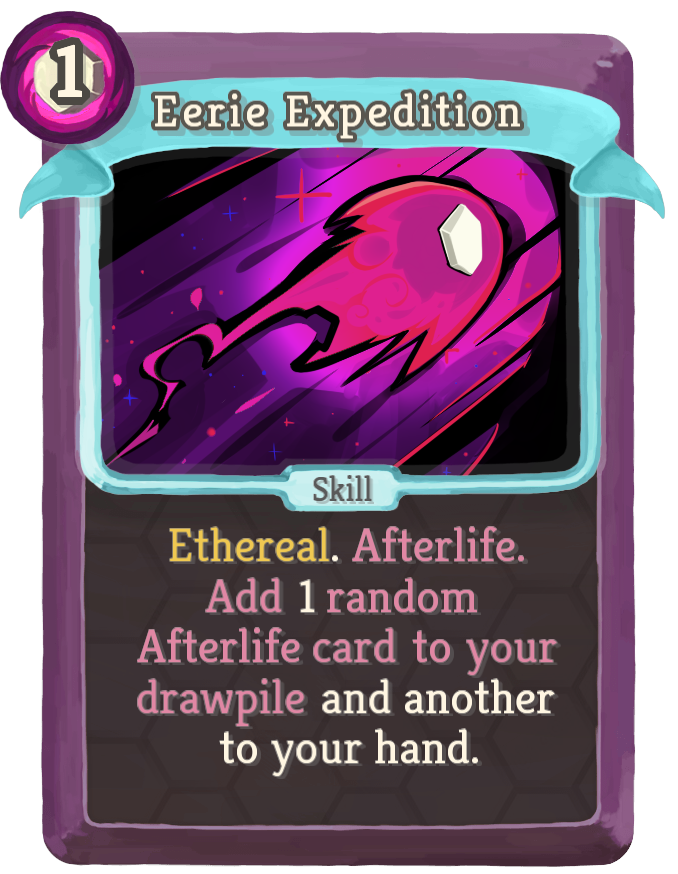 1
Eerie Expedition
Skill
Ethereal. Afterlife.
Add 1 random
Afterlife card to your
drawpile and another
to your hand.